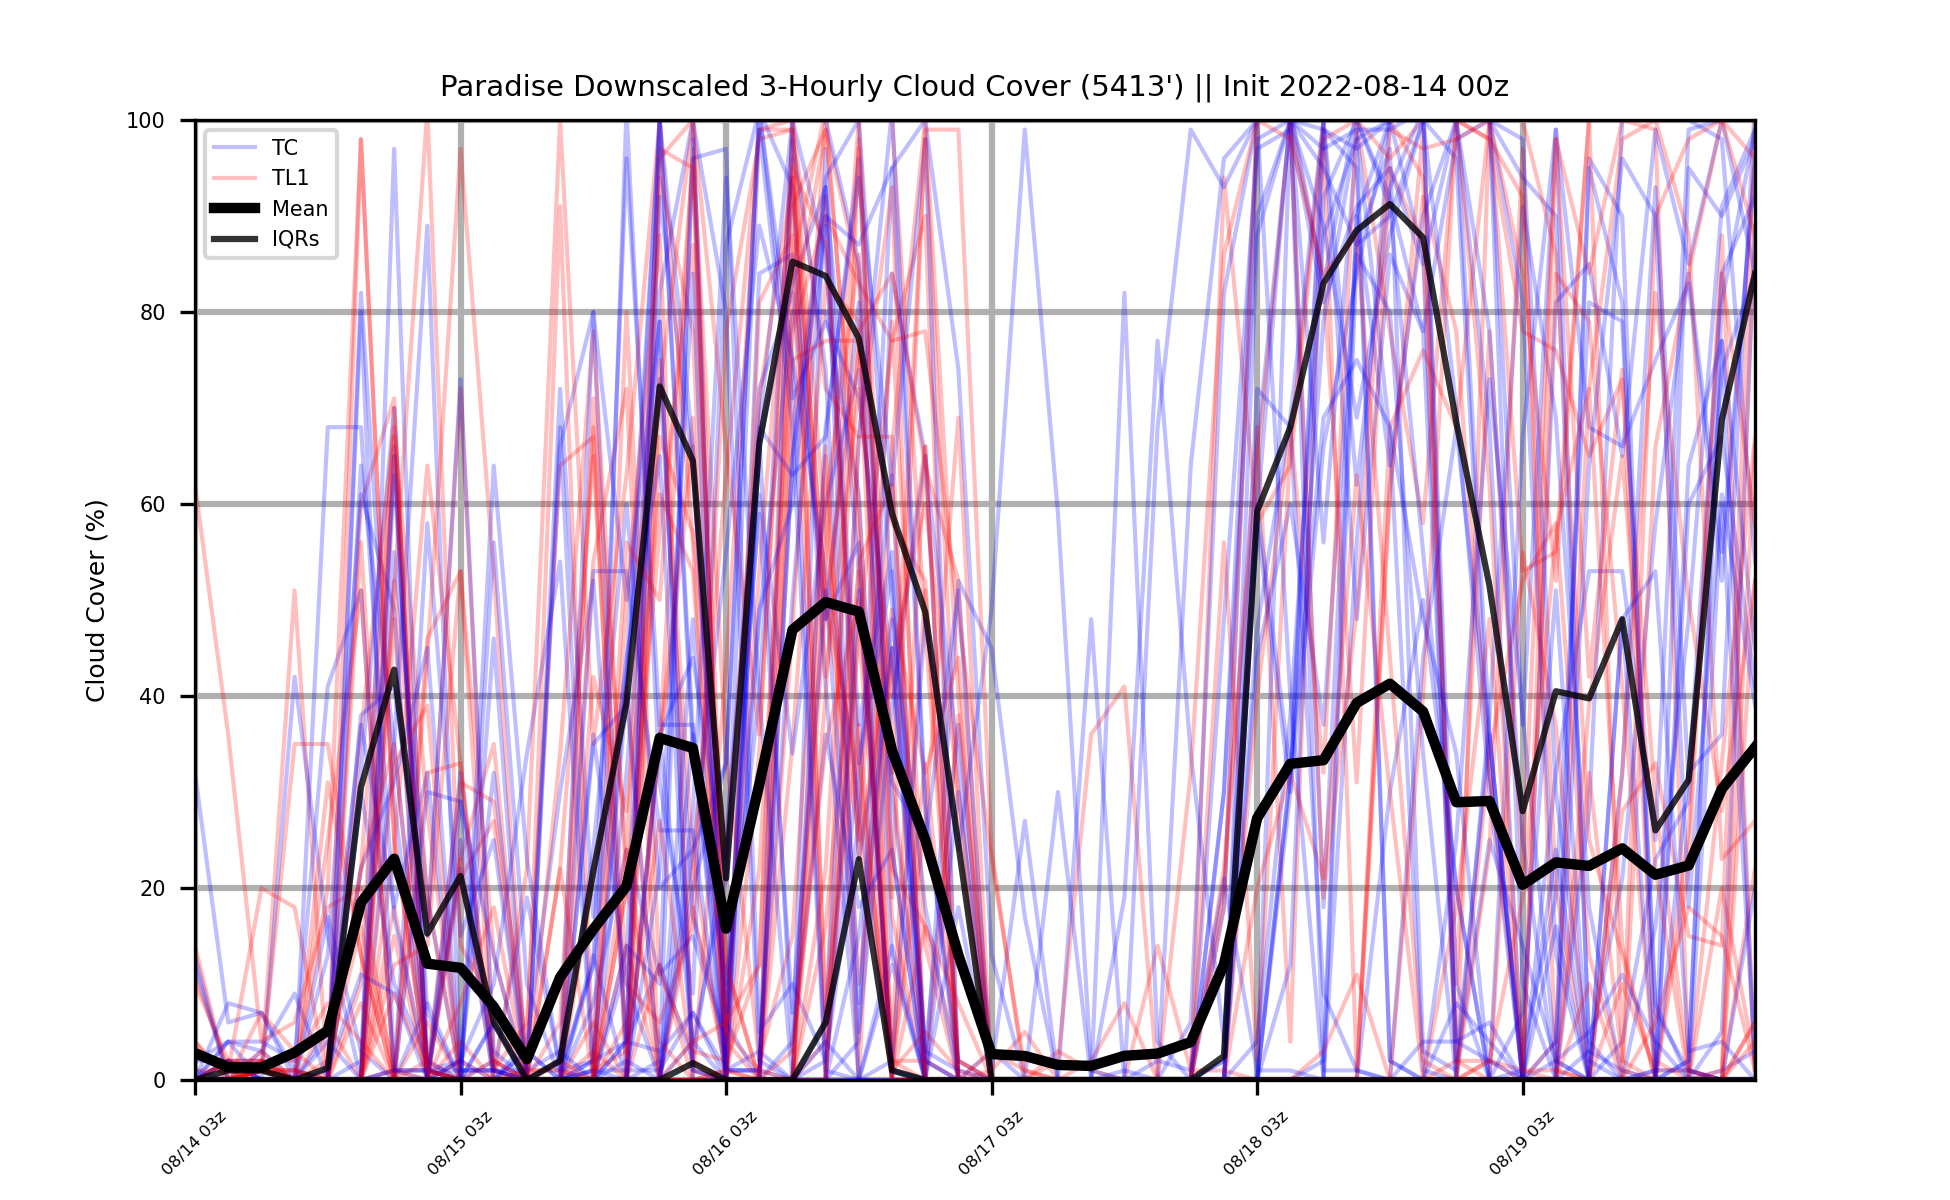 Paradise Downscaled 3-Hourly Cloud Cover (5413') || Init 2022-08-14 00z
100
80
60
40
20
0
Cloud Cover (%)
TC
TL1
Mean
IQRs
08/14 03z
08/15 03z
08/16 03z
08/17 03z
08/18 03z
08/19 03z